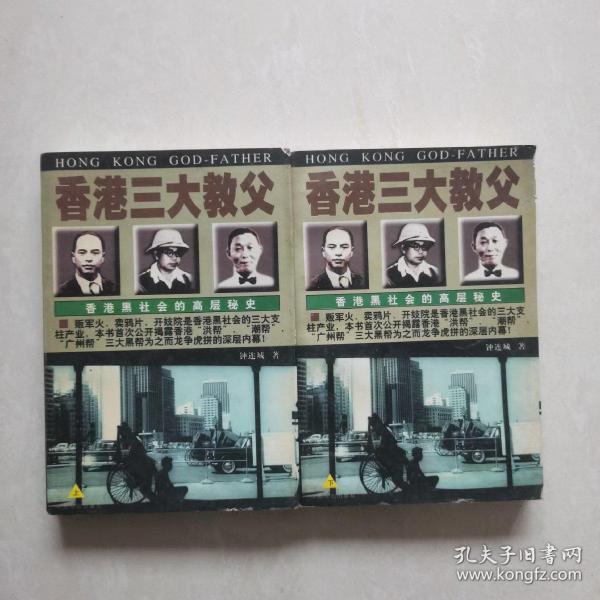 HONG KONG GOD-FATHER
香港三大教父
香港黑社会的高层秘史
贩军火、卖鸦片、开妓院是香港黑社会的三大支
柱产业，本书首次公开揭露香港“洪帮”“潮帮”
“广州帮”三大黑帮为之而龙争虎拼的深层内幕！
钟连城 著
上
HONG KONG GOD-FATHER
香港三大教父
香港黑社会的高层秘史
贩军火、卖鸦片、开妓院是香港黑社会的三大支
柱产业，本书首次公开揭露香港“洪帮”“潮帮”
“广州帮”三大黑帮为之而龙争虎拼的深层内幕！
钟连城 著
下
孔夫子旧书网
www.kongfz.com